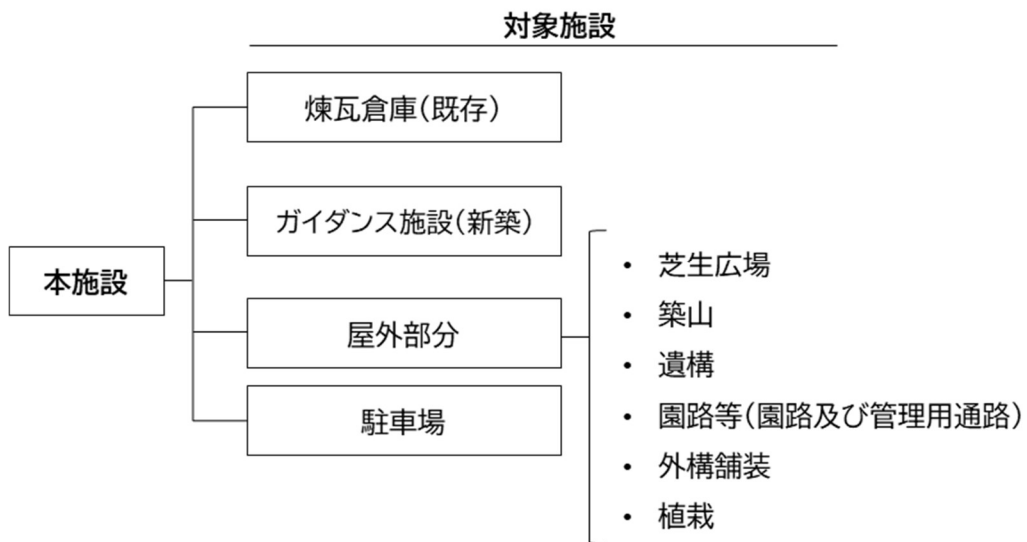 対象施設
煉瓦倉庫(既存)
ガイダンス施設(新築)
本施設
屋外部分
駐車場
• 芝生広場
• 築山
• 遺構
• 園路等(園路及び管理用通路)
• 外構舗装
• 植栽